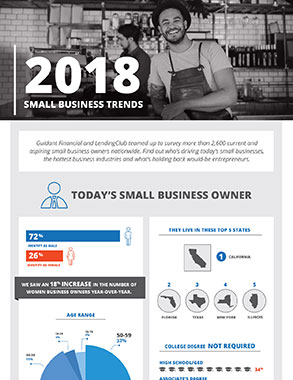 2018
SMALL BUSINESS TRENDS
Guidant Financial and LendingClub teamed up to survey more than 2,600 current and
aspiring small business owners nationwide. Find out who's driving today's small businesses,
the hottest business industries and what's holding back would-be entrepreneurs.
TODAY'S SMALL BUSINESS OWNER
72%
IDENTIFY AS MALE
26%
IDENTIFY AS FEMALE
WE SAW AN 18% INCREASE IN THE NUMBER OF
WOMEN BUSINESS OWNERS YEAR-OVER-YEAR.
AGE RANGE
50-59
THEY LIVE IN THESE TOP 5 STATES
1 CALIFORNIA
2 3 4 5
FLORIDA TEXAS NEW YORK ILLINOIS
COLLEGE DEGREE NOT REQUIRED
HIGH SCHOOL/GED
ASSOCIATE'S DEGREE